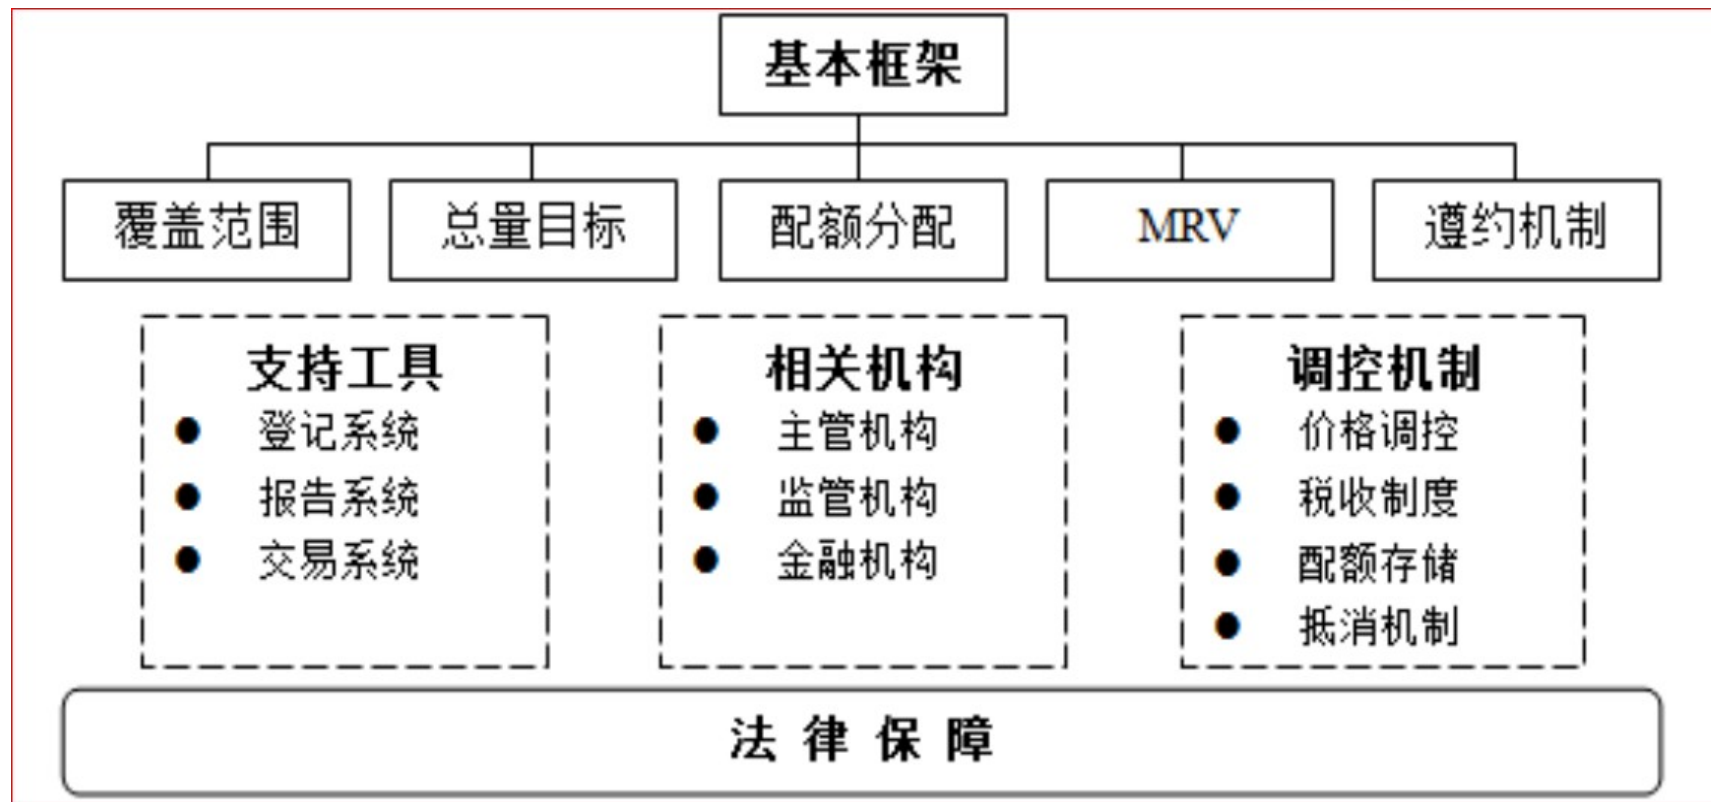 基本框架
覆盖范围
总量目标
配额分配
MRV
遵约机制
支持工具
● 登记系统
● 报告系统
● 交易系统
相关机构
● 主管机构
● 监管机构
● 金融机构
调控机制
● 价格调控
● 税收制度
● 配额存储
● 抵消机制
法律保障